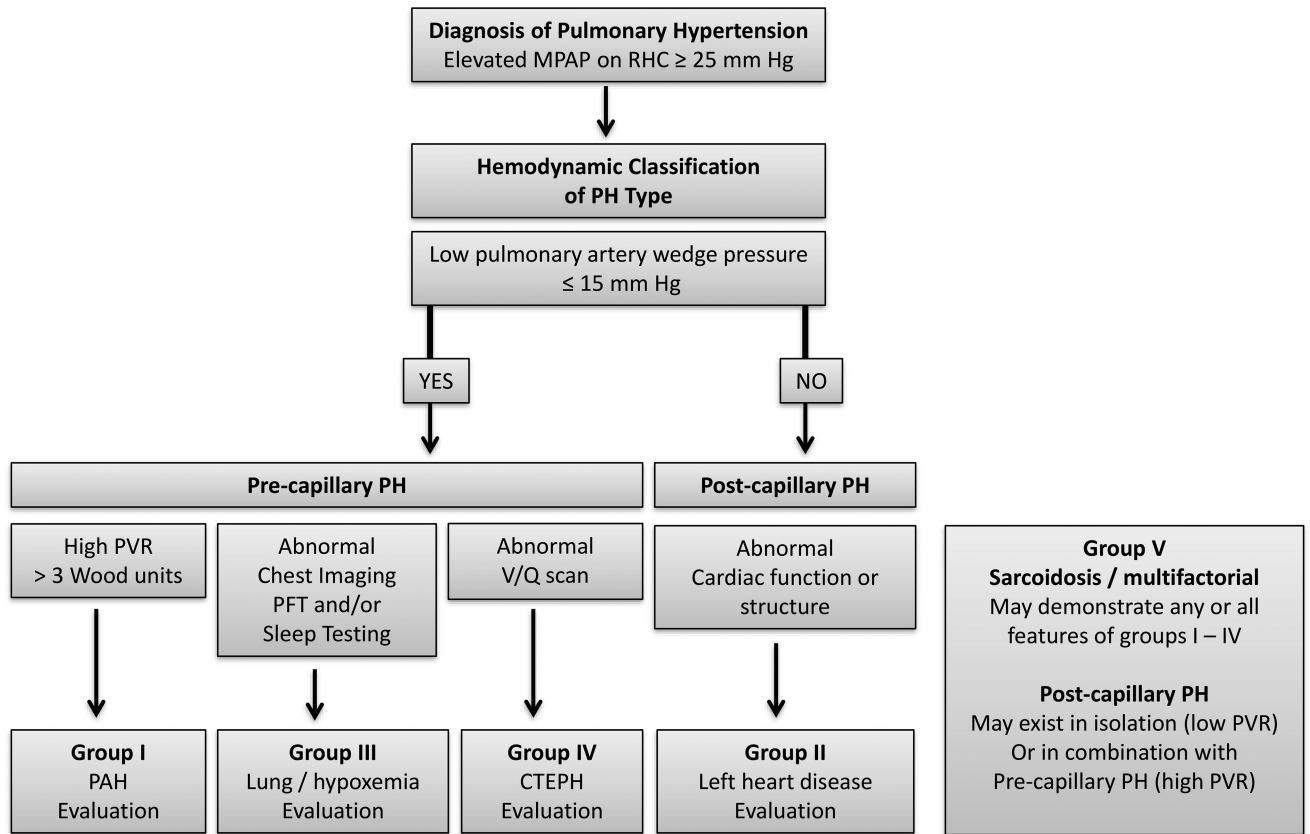 Diagnosis of Pulmonary Hypertension
Elevated MPAP on RHC ≥ 25 mm Hg
Hemodynamic Classification
of PH Type
Low pulmonary artery wedge pressure
≤ 15 mm Hg
YES
NO
Pre-capillary PH
Post-capillary PH
High PVR
> 3 Wood units
Abnormal
Chest Imaging
PFT and/or
Sleep Testing
Abnormal
V/Q scan
Abnormal
Cardiac function or
structure
Group I
PAH
Evaluation
Group III
Lung / hypoxemia
Evaluation
Group IV
CTEPH
Evaluation
Group II
Left heart disease
Evaluation
Group V
Sarcoidosis / multifactorial
May demonstrate any or all
features of groups I – IV
Post-capillary PH
May exist in isolation (low PVR)
Or in combination with
Pre-capillary PH (high PVR)